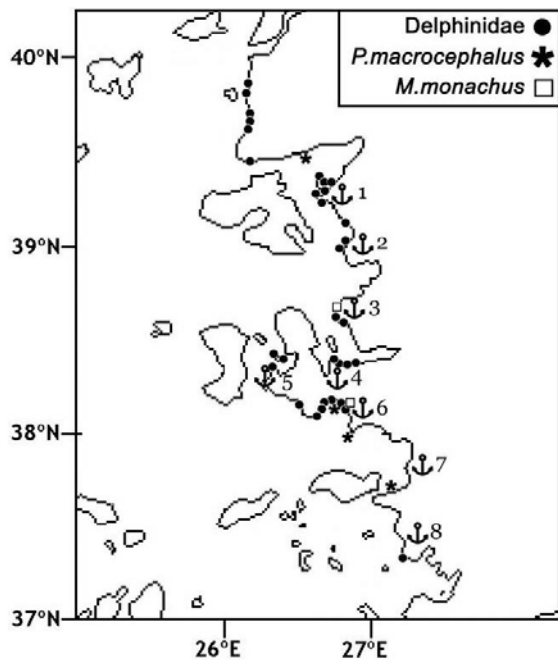 40°N
Delphinidae
P.macrocephalus
M.monachus
1
39°N
2
3
4
5
38°N
6
7
8
37°N
26°E 27°E